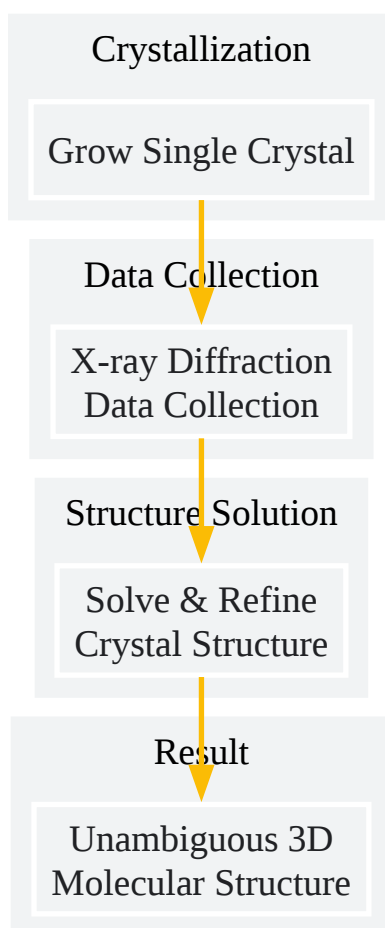 Crystallization
Grow Single Crystal
Data Collection
X-ray Diffraction
Data Collection
Structure Solution
Solve & Refine
Crystal Structure
Result
Unambiguous 3D
Molecular Structure